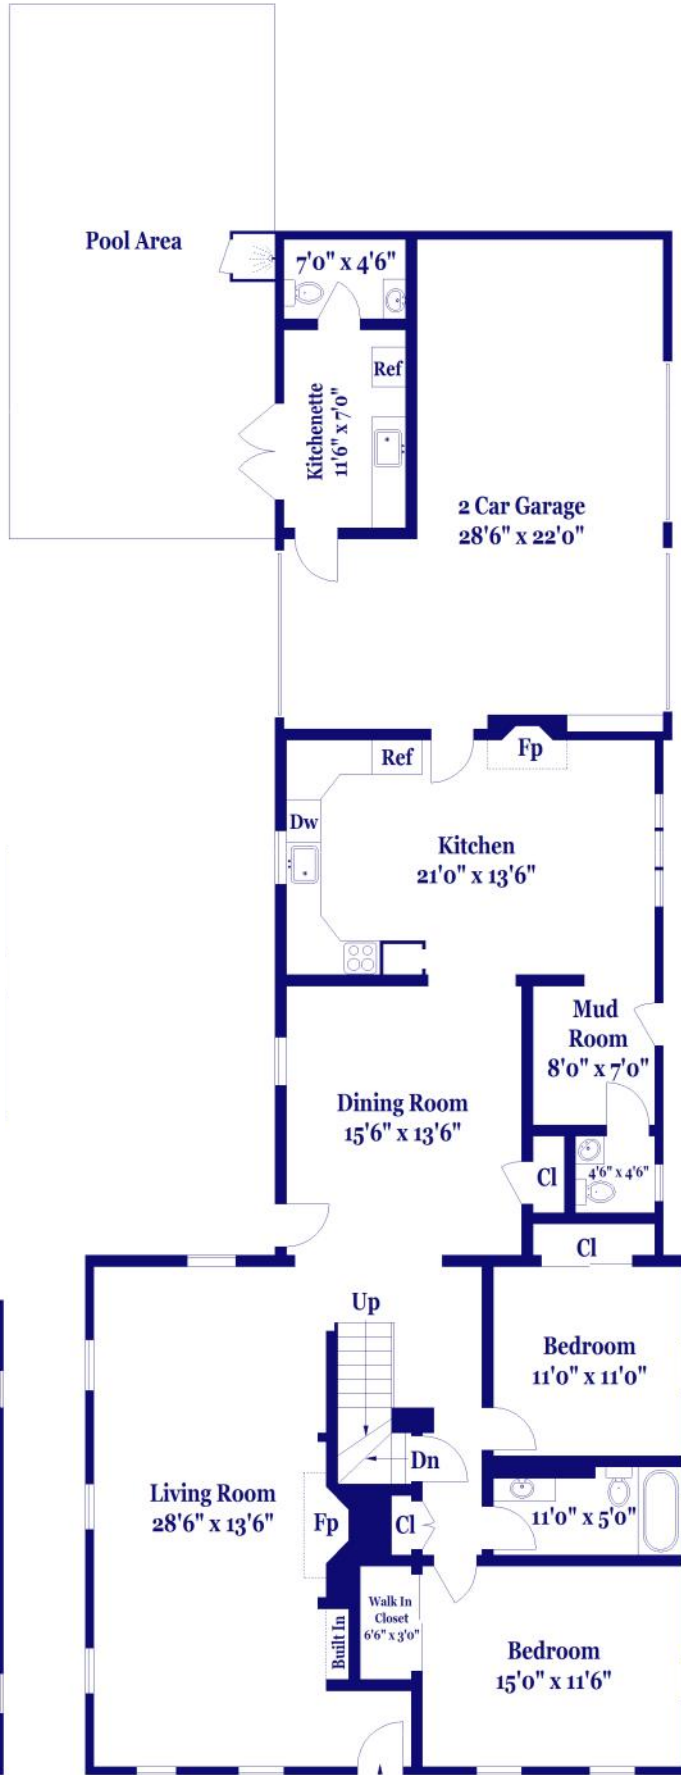 Pool Area
7'0" x 4'6"
Ref
Kitchenette
11'6" x 7'0"
2 Car Garage
28'6" x 22'0"
Ref
Fp
Dw
Kitchen
21'0" x 13'6"
Mud
Room
8'0" x 7'0"
Dining Room
15'6" x 13'6"
Cl
4'6" x 4'6"
Cl
Up
Bedroom
11'0" x 11'0"
Dn
Living Room
28'6" x 13'6"
Fp
Cl
11'0" x 5'0"
Walk In
Closet
6'6" x 3'0"
Built In
Bedroom
15'0" x 11'6"